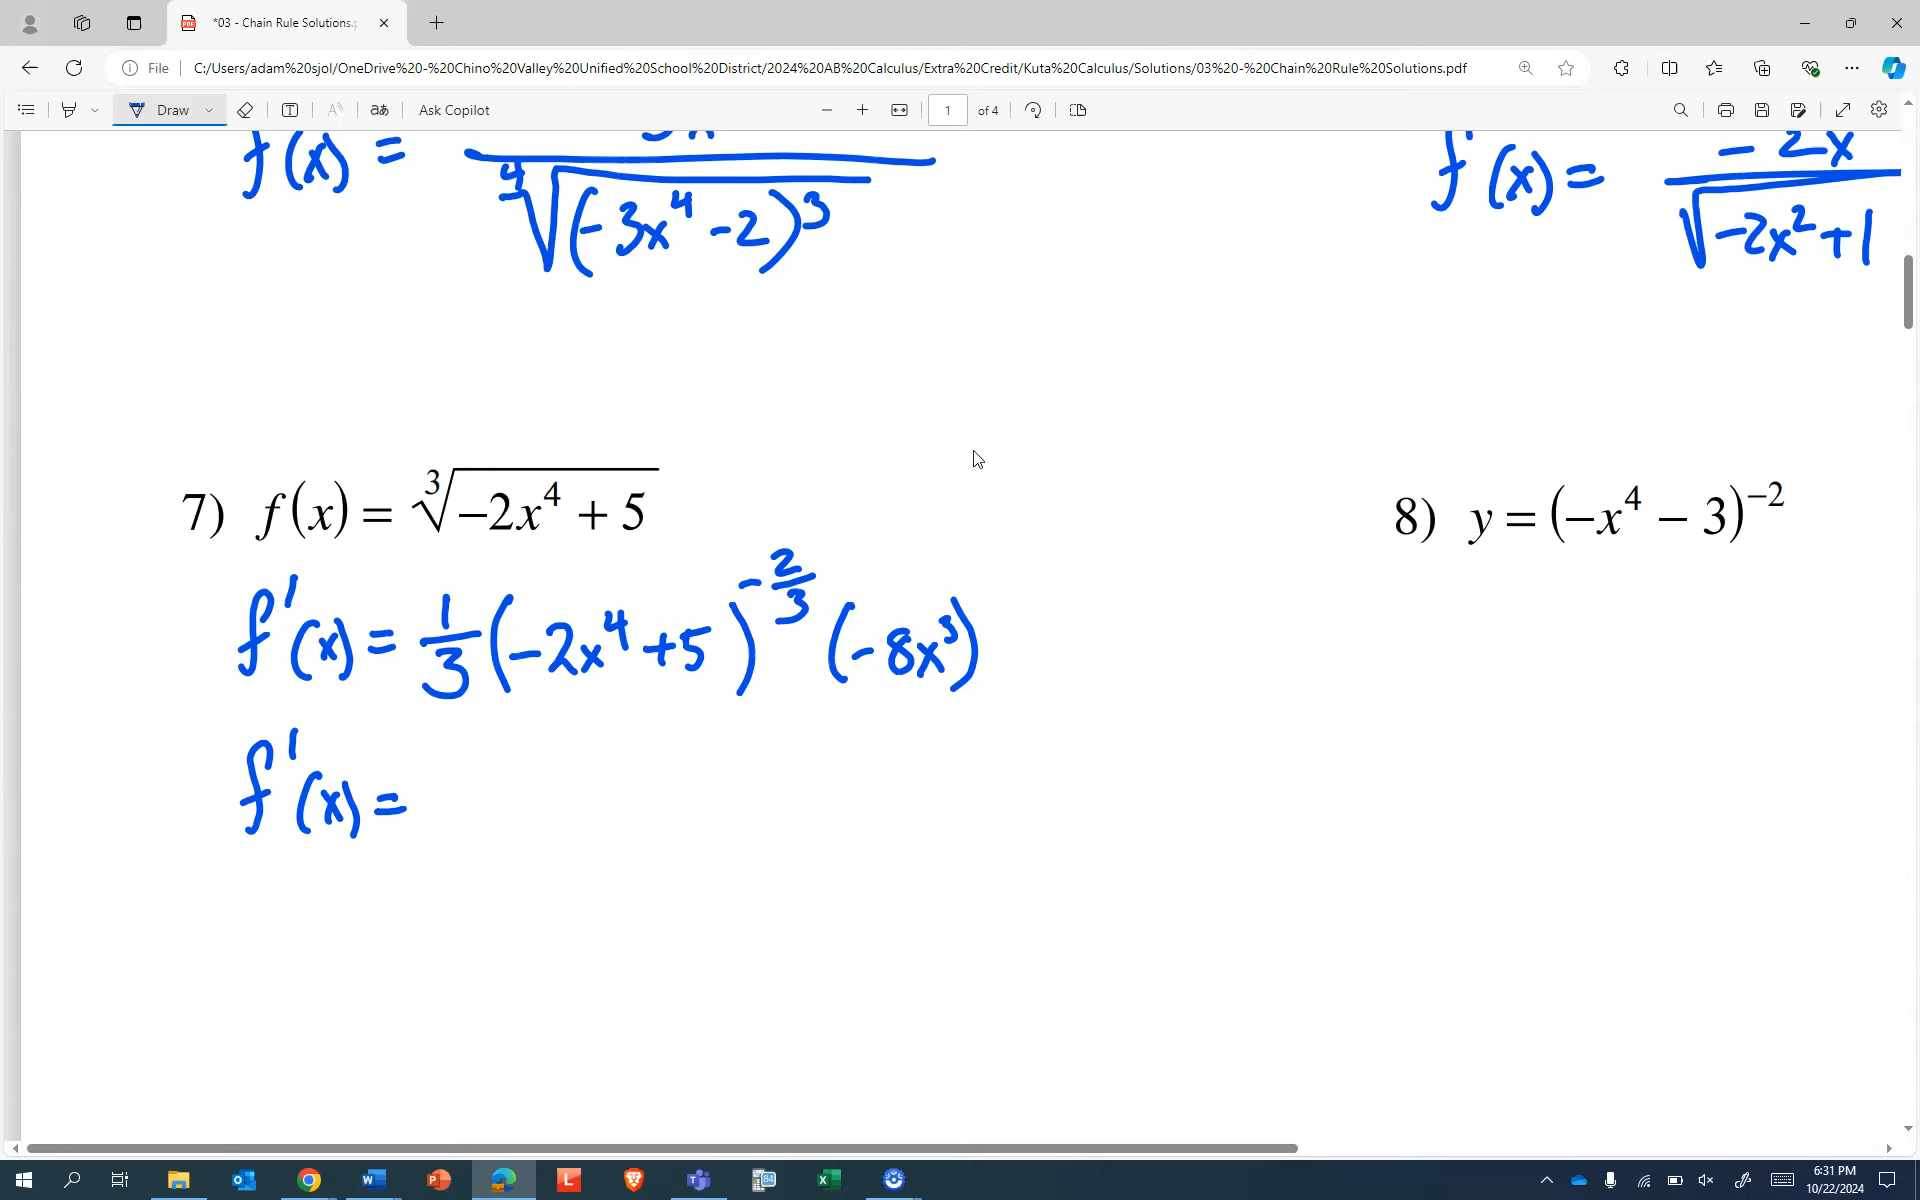 *03 - Chain Rule Solutions.p
File
C:/Users/adam%20sjol/OneDrive%20-%20Chino%20Valley%20Unified%20School%20District/2024%20AB%20Calculus/Extra%20Credit/Kuta%20Calculus/Solutions/03%20-%20Chain%20Rule%20Solutions.pdf
Draw
Ask Copilot
1 of 4
f'(x) = / ∜((-3x⁴ -2)³)
f'(x) = -2x / √(-2x²+1)
7) f(x) = ∛(−2x⁴ + 5)
8) y = (−x⁴ − 3)⁻²
f'(x) = 1/3 (-2x⁴ +5)^(-2/3) (-8x³)
f'(x) =
6:31 PM
10/22/2024